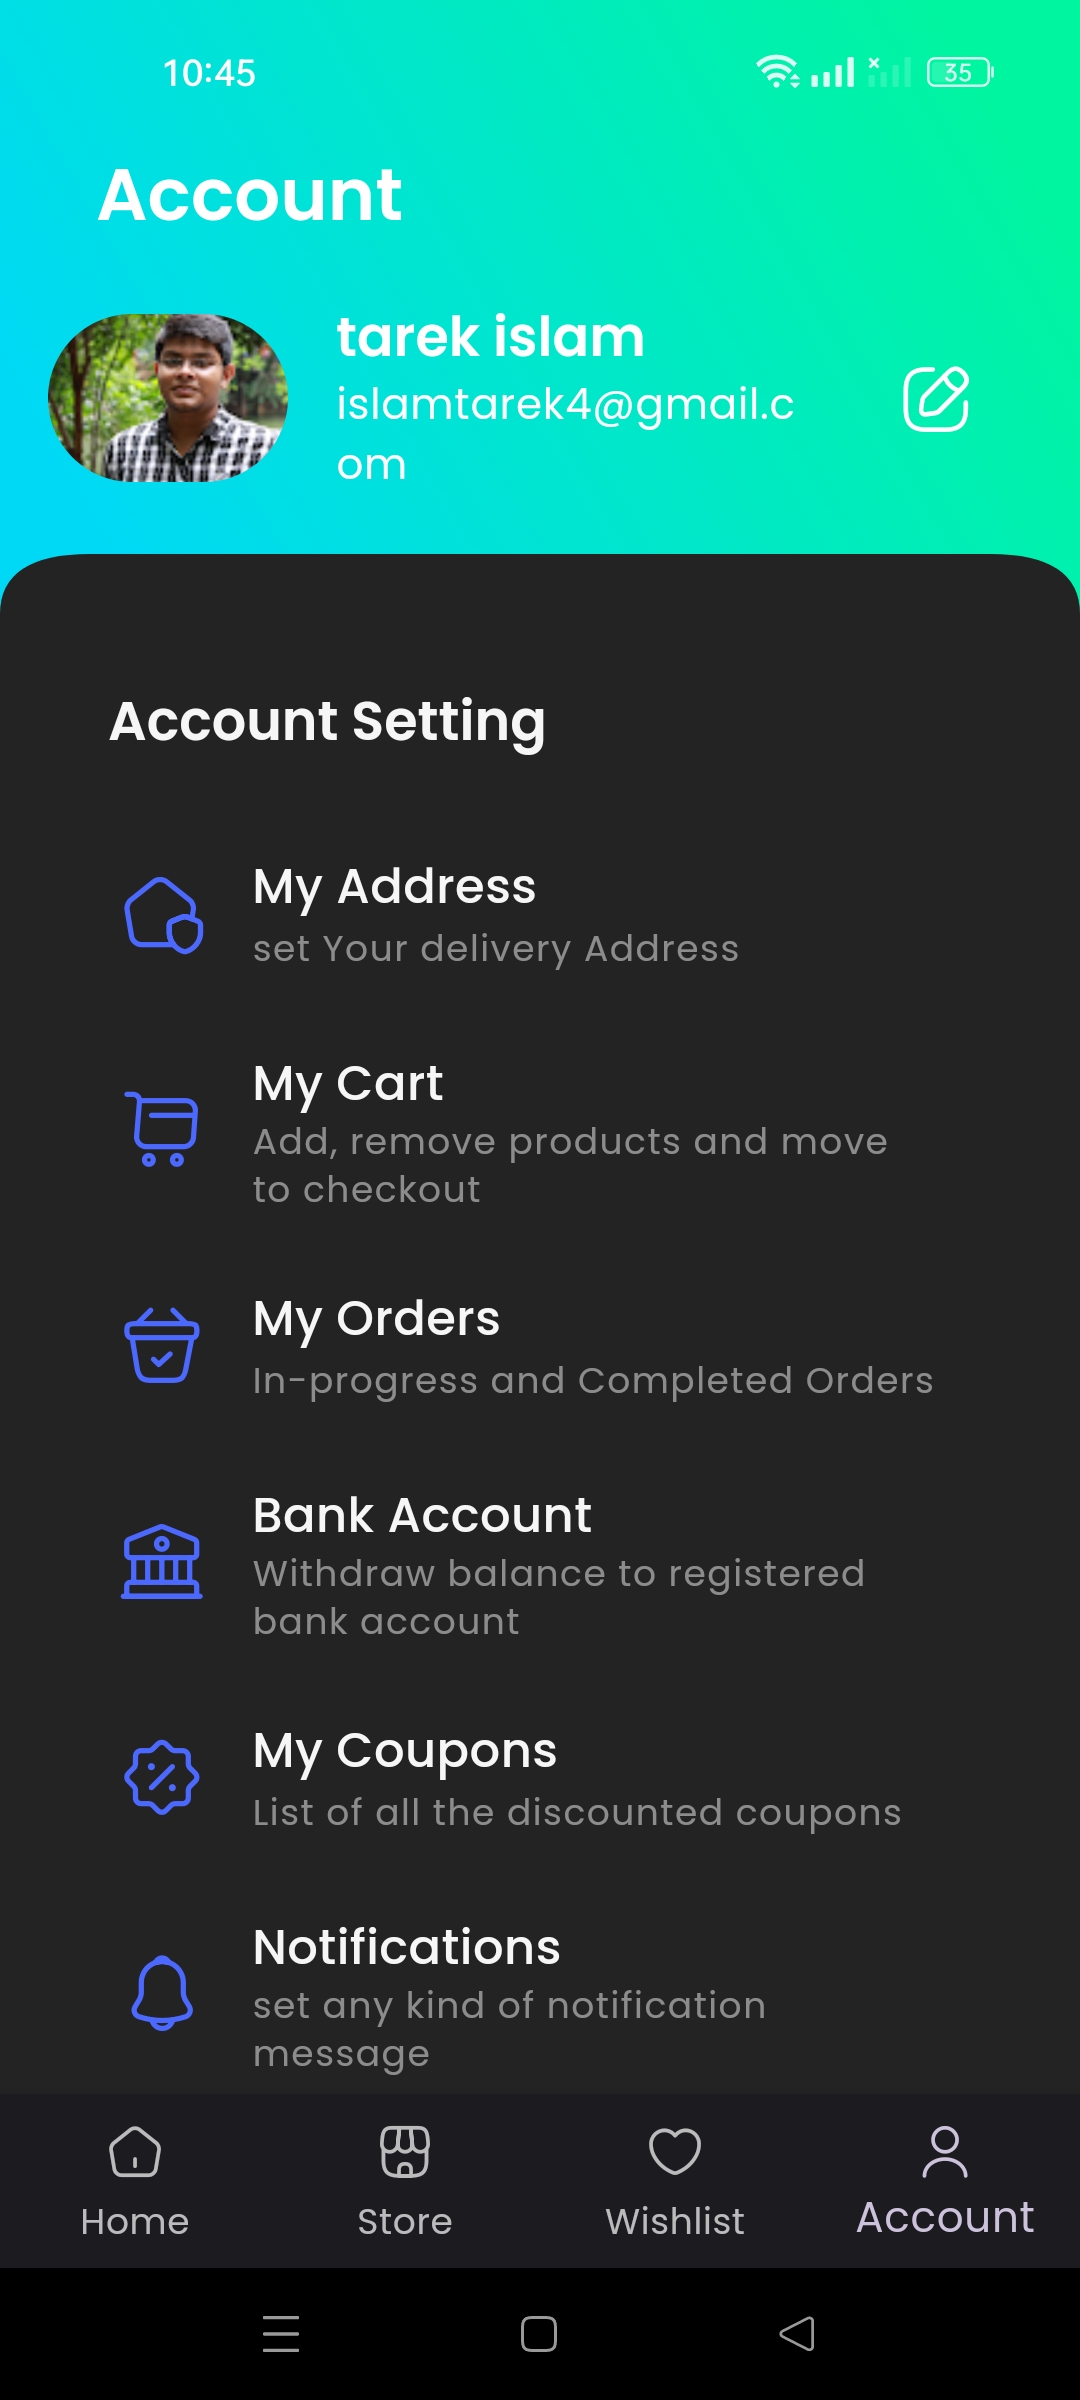 10:45
35
Account
tarek islam
islamtarek4@gmail.c
om
Account Setting
My Address
set Your delivery Address
My Cart
Add, remove products and move
to checkout
My Orders
In-progress and Completed Orders
Bank Account
Withdraw balance to registered
bank account
My Coupons
List of all the discounted coupons
Notifications
set any kind of notification
message
Home
Store
Wishlist
Account